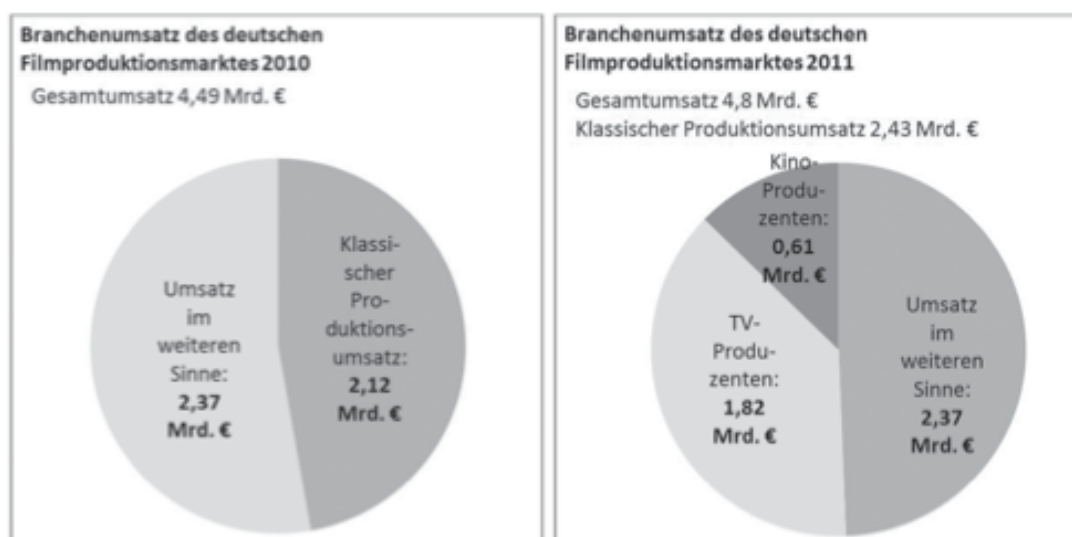 Branchenumsatz des deutschen
Filmproduktionsmarktes 2010
Gesamtumsatz 4,49 Mrd. €
Umsatz
im
weiteren
Sinne:
2,37
Mrd. €
Klassi-
scher
Pro-
duktions-
umsatz:
2,12
Mrd. €
Branchenumsatz des deutschen
Filmproduktionsmarktes 2011
Gesamtumsatz 4,8 Mrd. €
Klassischer Produktionsumsatz 2,43 Mrd. €
Kino-
Produ-
zenten:
0,61
Mrd. €
TV-
Produ-
zenten:
1,82
Mrd. €
Umsatz
im
weiteren
Sinne:
2,37
Mrd. €